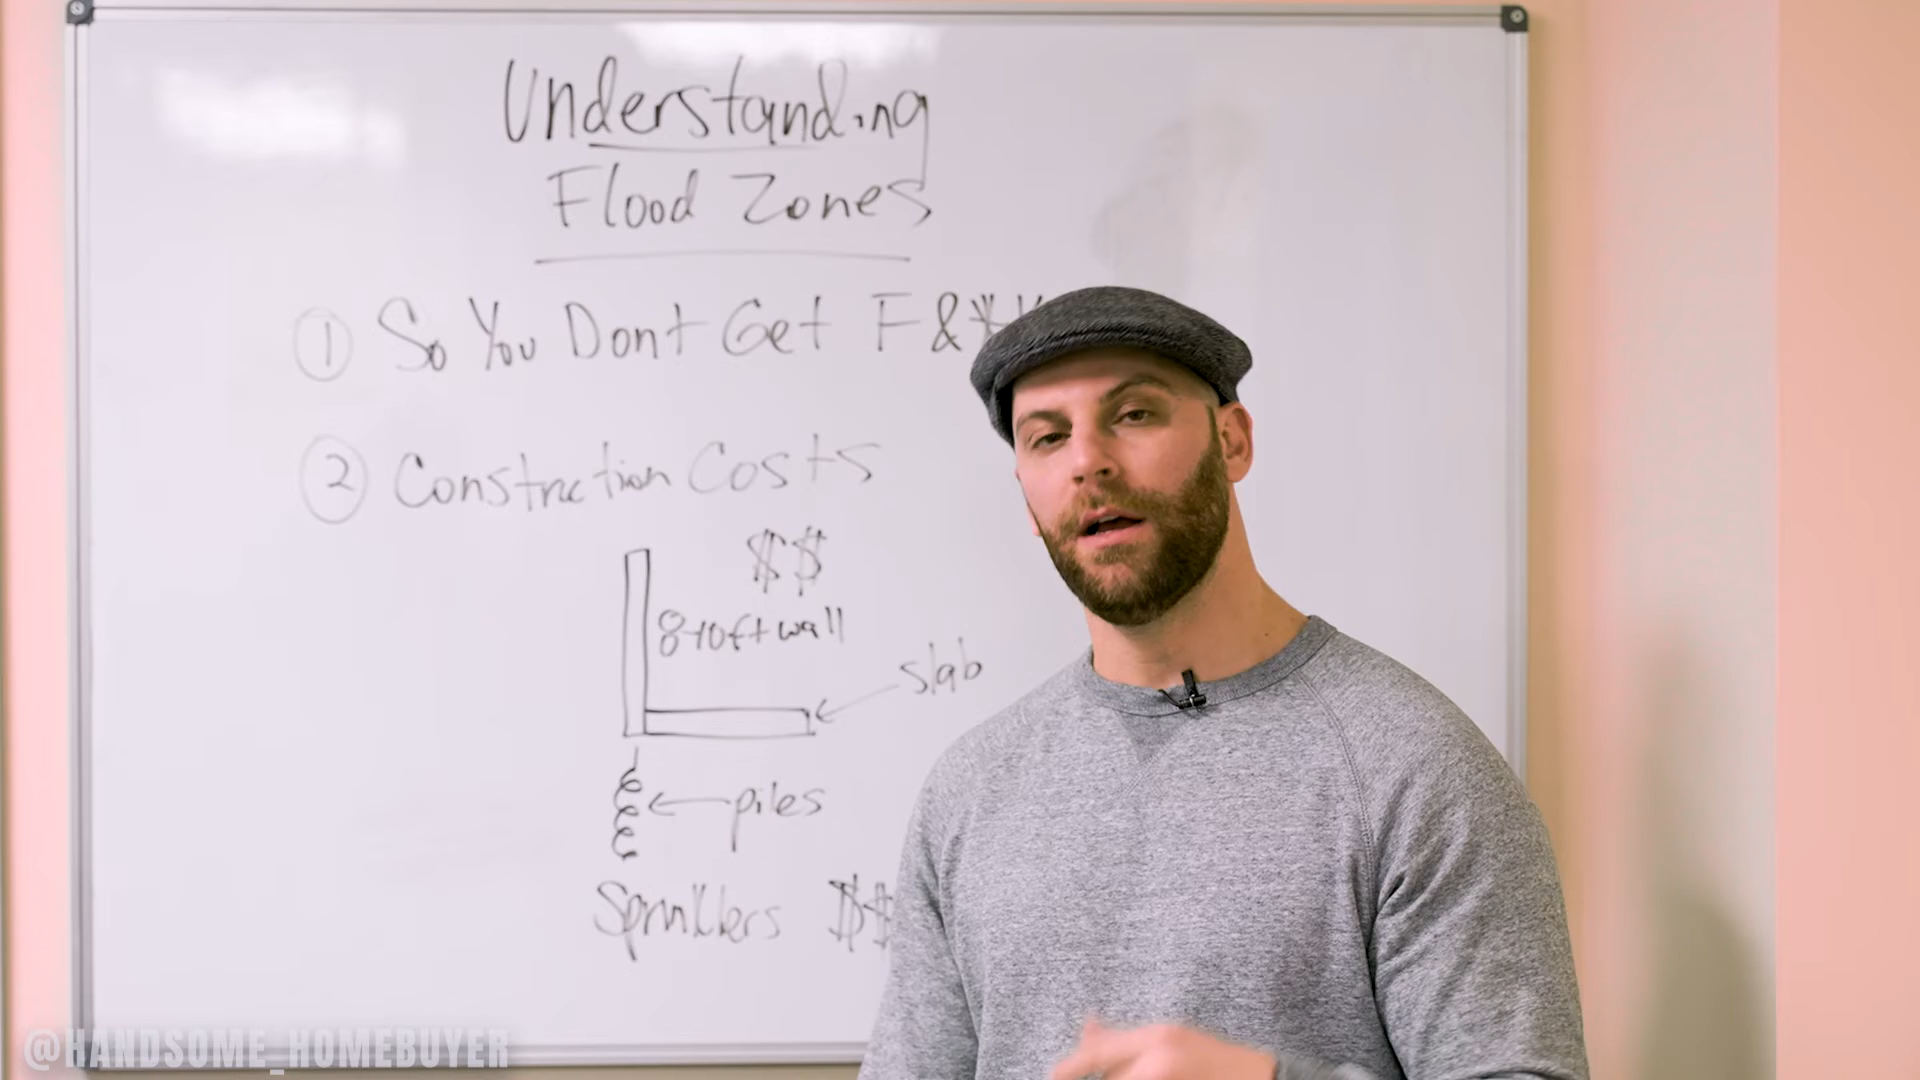 Understanding
Flood Zones
① So You Dont Get F&*
② Construction Costs
$$
8-10ft wall
slab
piles
Sprinklers $$
@HANDSOME_HOMEBUYER